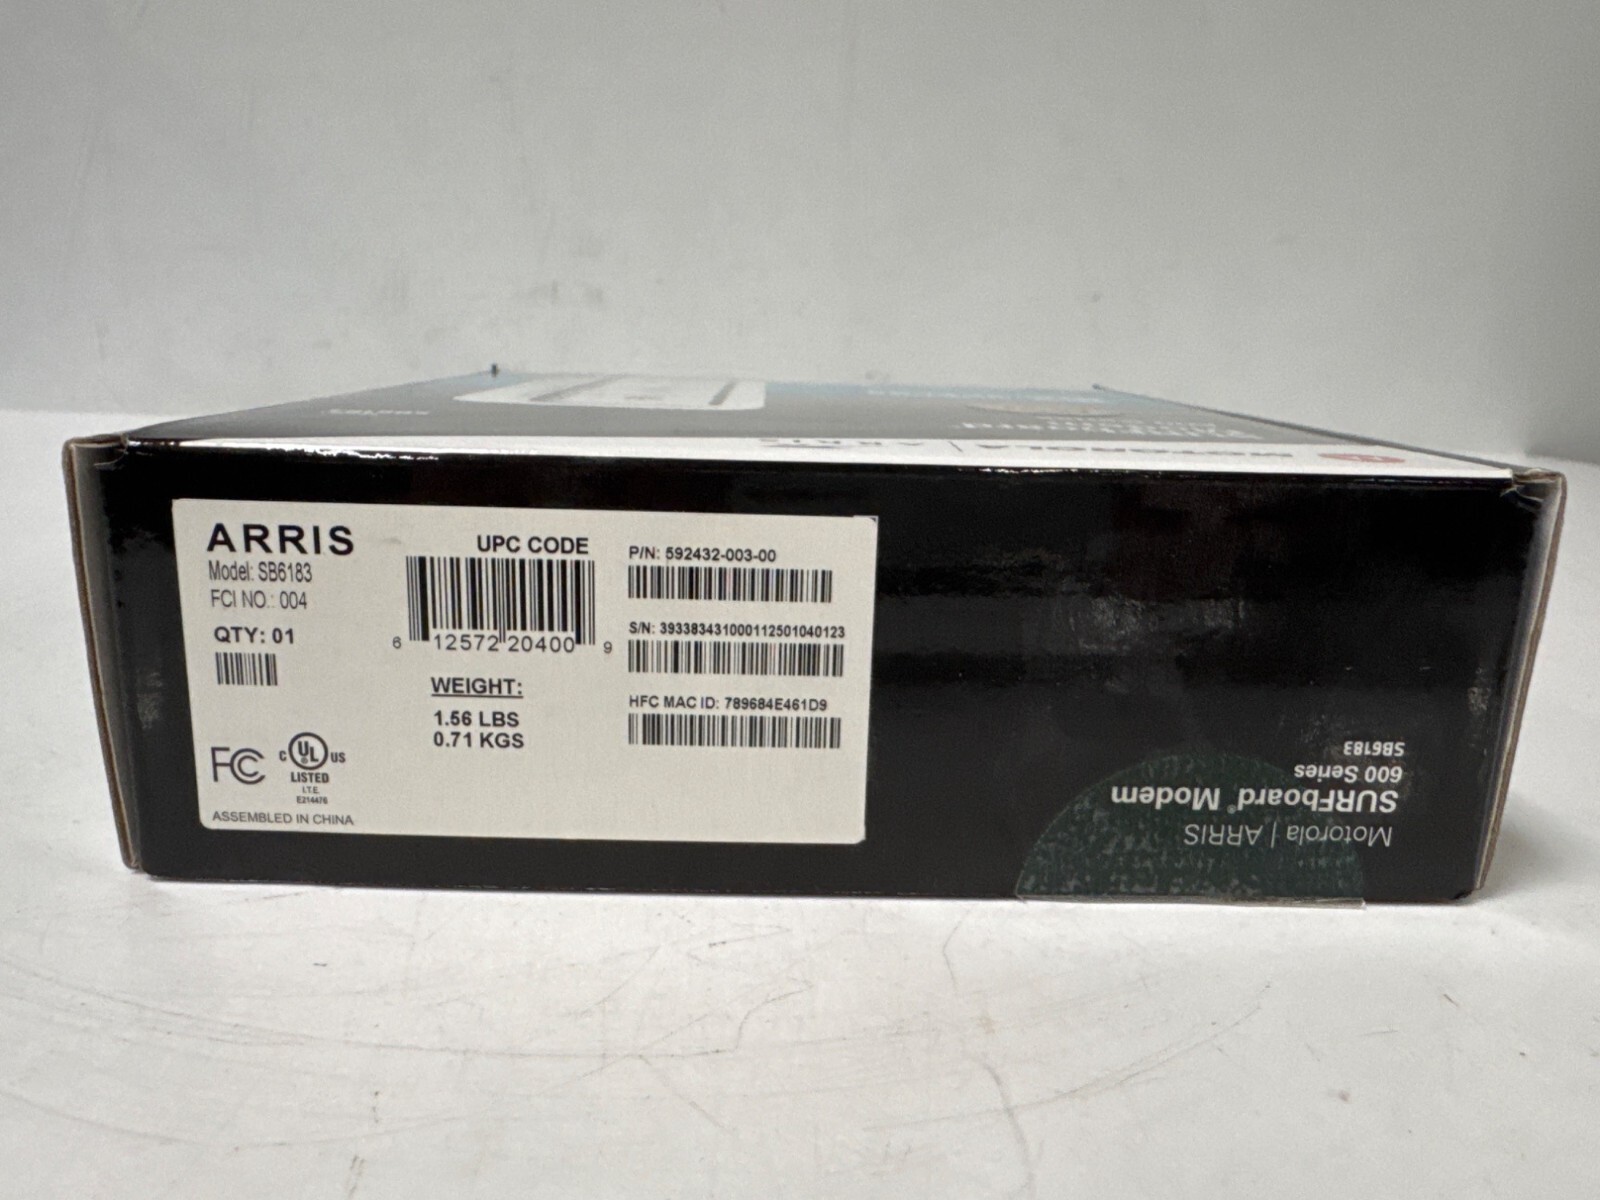 ARRIS
Model: SB6183
FCI NO.: 004
QTY: 01
UPC CODE
6 12572 20400 9
WEIGHT:
1.56 LBS
0.71 KGS
P/N: 592432-003-00
S/N: 393383431000112501040123
HFC MAC ID: 789684E461D9
FC
C UL US
LISTED
I.T.E.
E214476
ASSEMBLED IN CHINA
Motorola | ARRIS
SURFboard® Modem
600 Series
SB6183
MOTOROLA | ARRIS